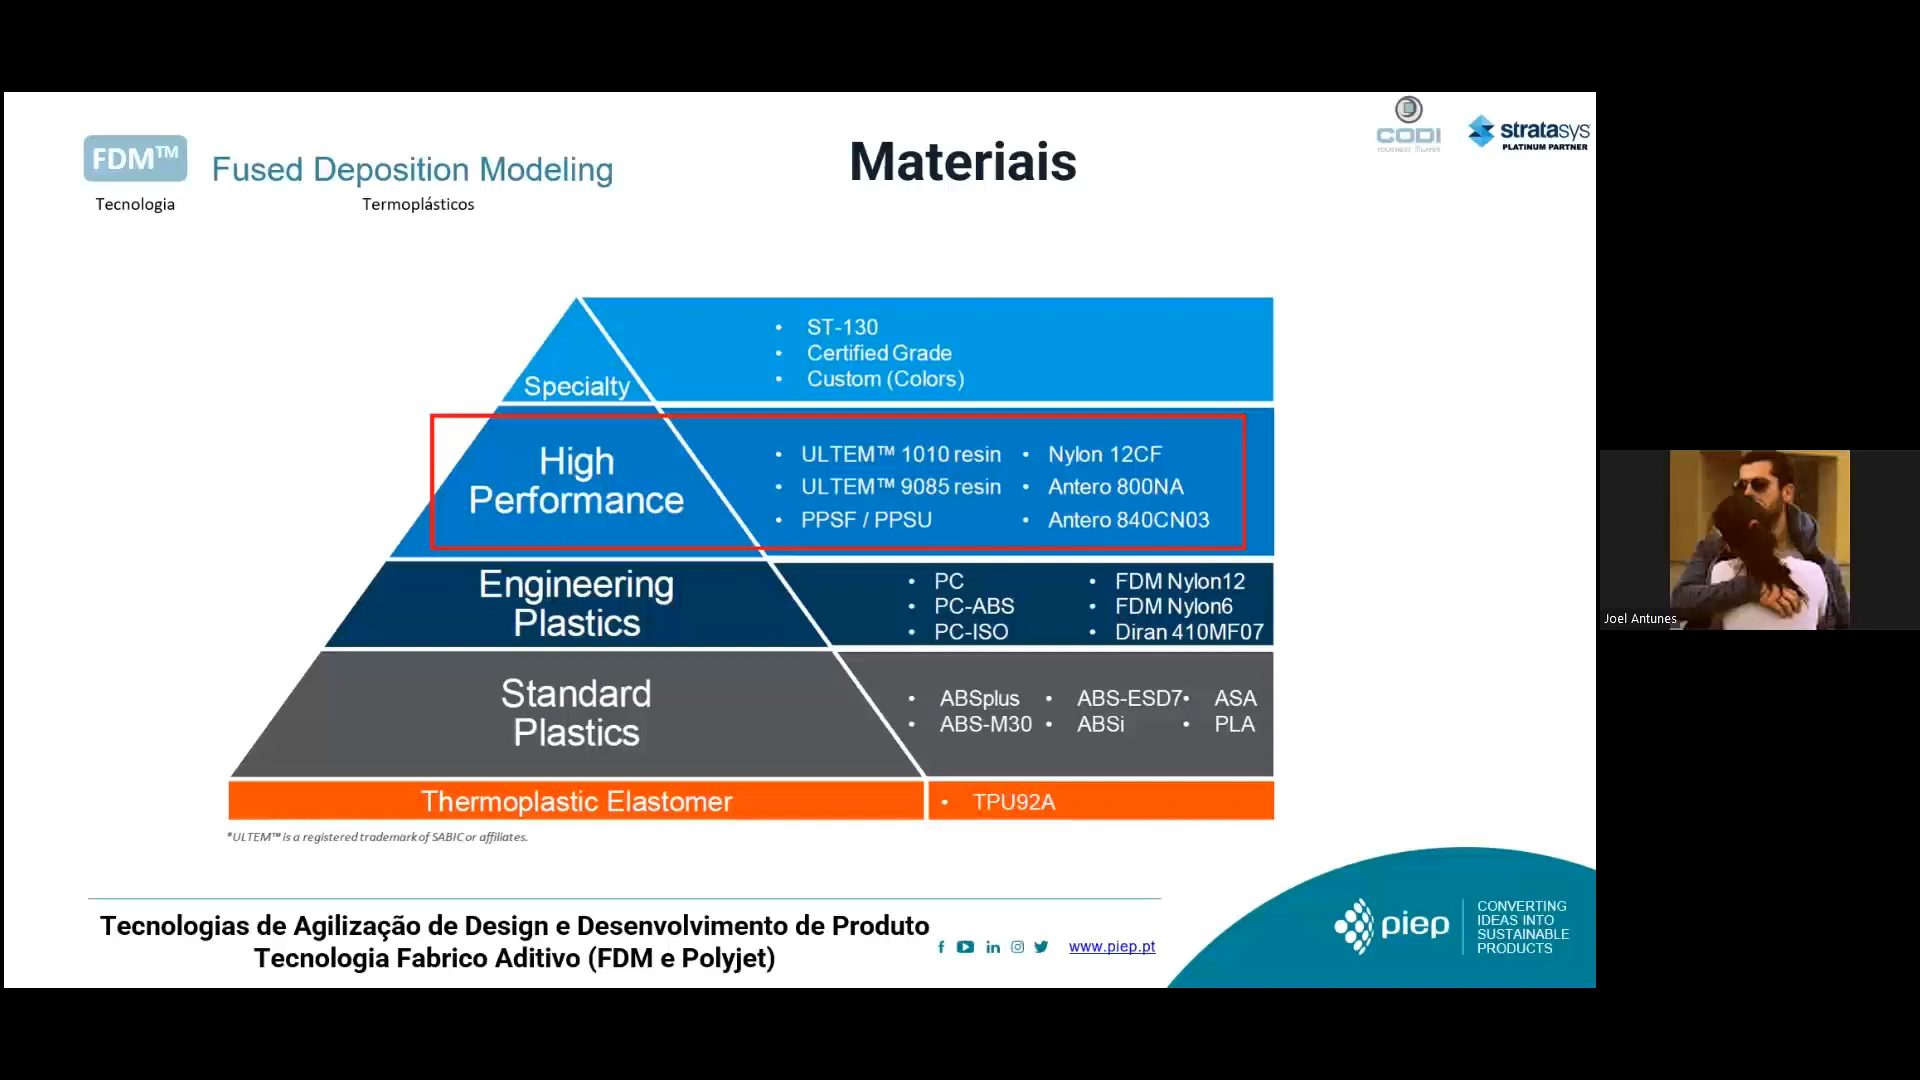 FDM™
Fused Deposition Modeling
Tecnologia
Termoplásticos
Materiais
CODI
stratasys
PLATINUM PARTNER
Specialty
• ST-130
• Certified Grade
• Custom (Colors)
High
Performance
• ULTEM™ 1010 resin • Nylon 12CF
• ULTEM™ 9085 resin • Antero 800NA
• PPSF / PPSU • Antero 840CN03
Engineering
Plastics
• PC • FDM Nylon12
• PC-ABS • FDM Nylon6
• PC-ISO • Diran 410MF07
Standard
Plastics
• ABSplus • ABS-ESD7 • ASA
• ABS-M30 • ABSi • PLA
Thermoplastic Elastomer
• TPU92A
*ULTEM™ is a registered trademark of SABIC or affiliates.
Tecnologias de Agilização de Design e Desenvolvimento de Produto
Tecnologia Fabrico Aditivo (FDM e Polyjet)
www.piep.pt
piep
CONVERTING
IDEAS INTO
SUSTAINABLE
PRODUCTS
Joel Antunes